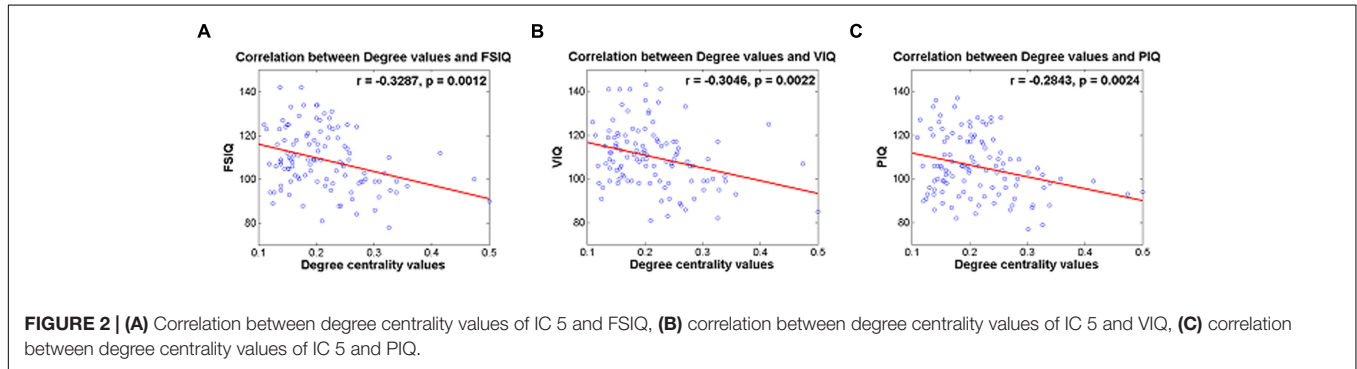 A
B
C
Correlation between Degree values and FSIQ
r = -0.3287, p = 0.0012
140
120
100
80
FSIQ
0.1 0.2 0.3 0.4 0.5
Degree centrality values
Correlation between Degree values and VIQ
r = -0.3046, p = 0.0022
140
120
100
80
VIQ
0.1 0.2 0.3 0.4 0.5
Degree centrality values
Correlation between Degree values and PIQ
r = -0.2843, p = 0.0024
140
120
100
80
PIQ
0.1 0.2 0.3 0.4 0.5
Degree centrality values
FIGURE 2 | (A) Correlation between degree centrality values of IC 5 and FSIQ, (B) correlation between degree centrality values of IC 5 and VIQ, (C) correlation
between degree centrality values of IC 5 and PIQ.